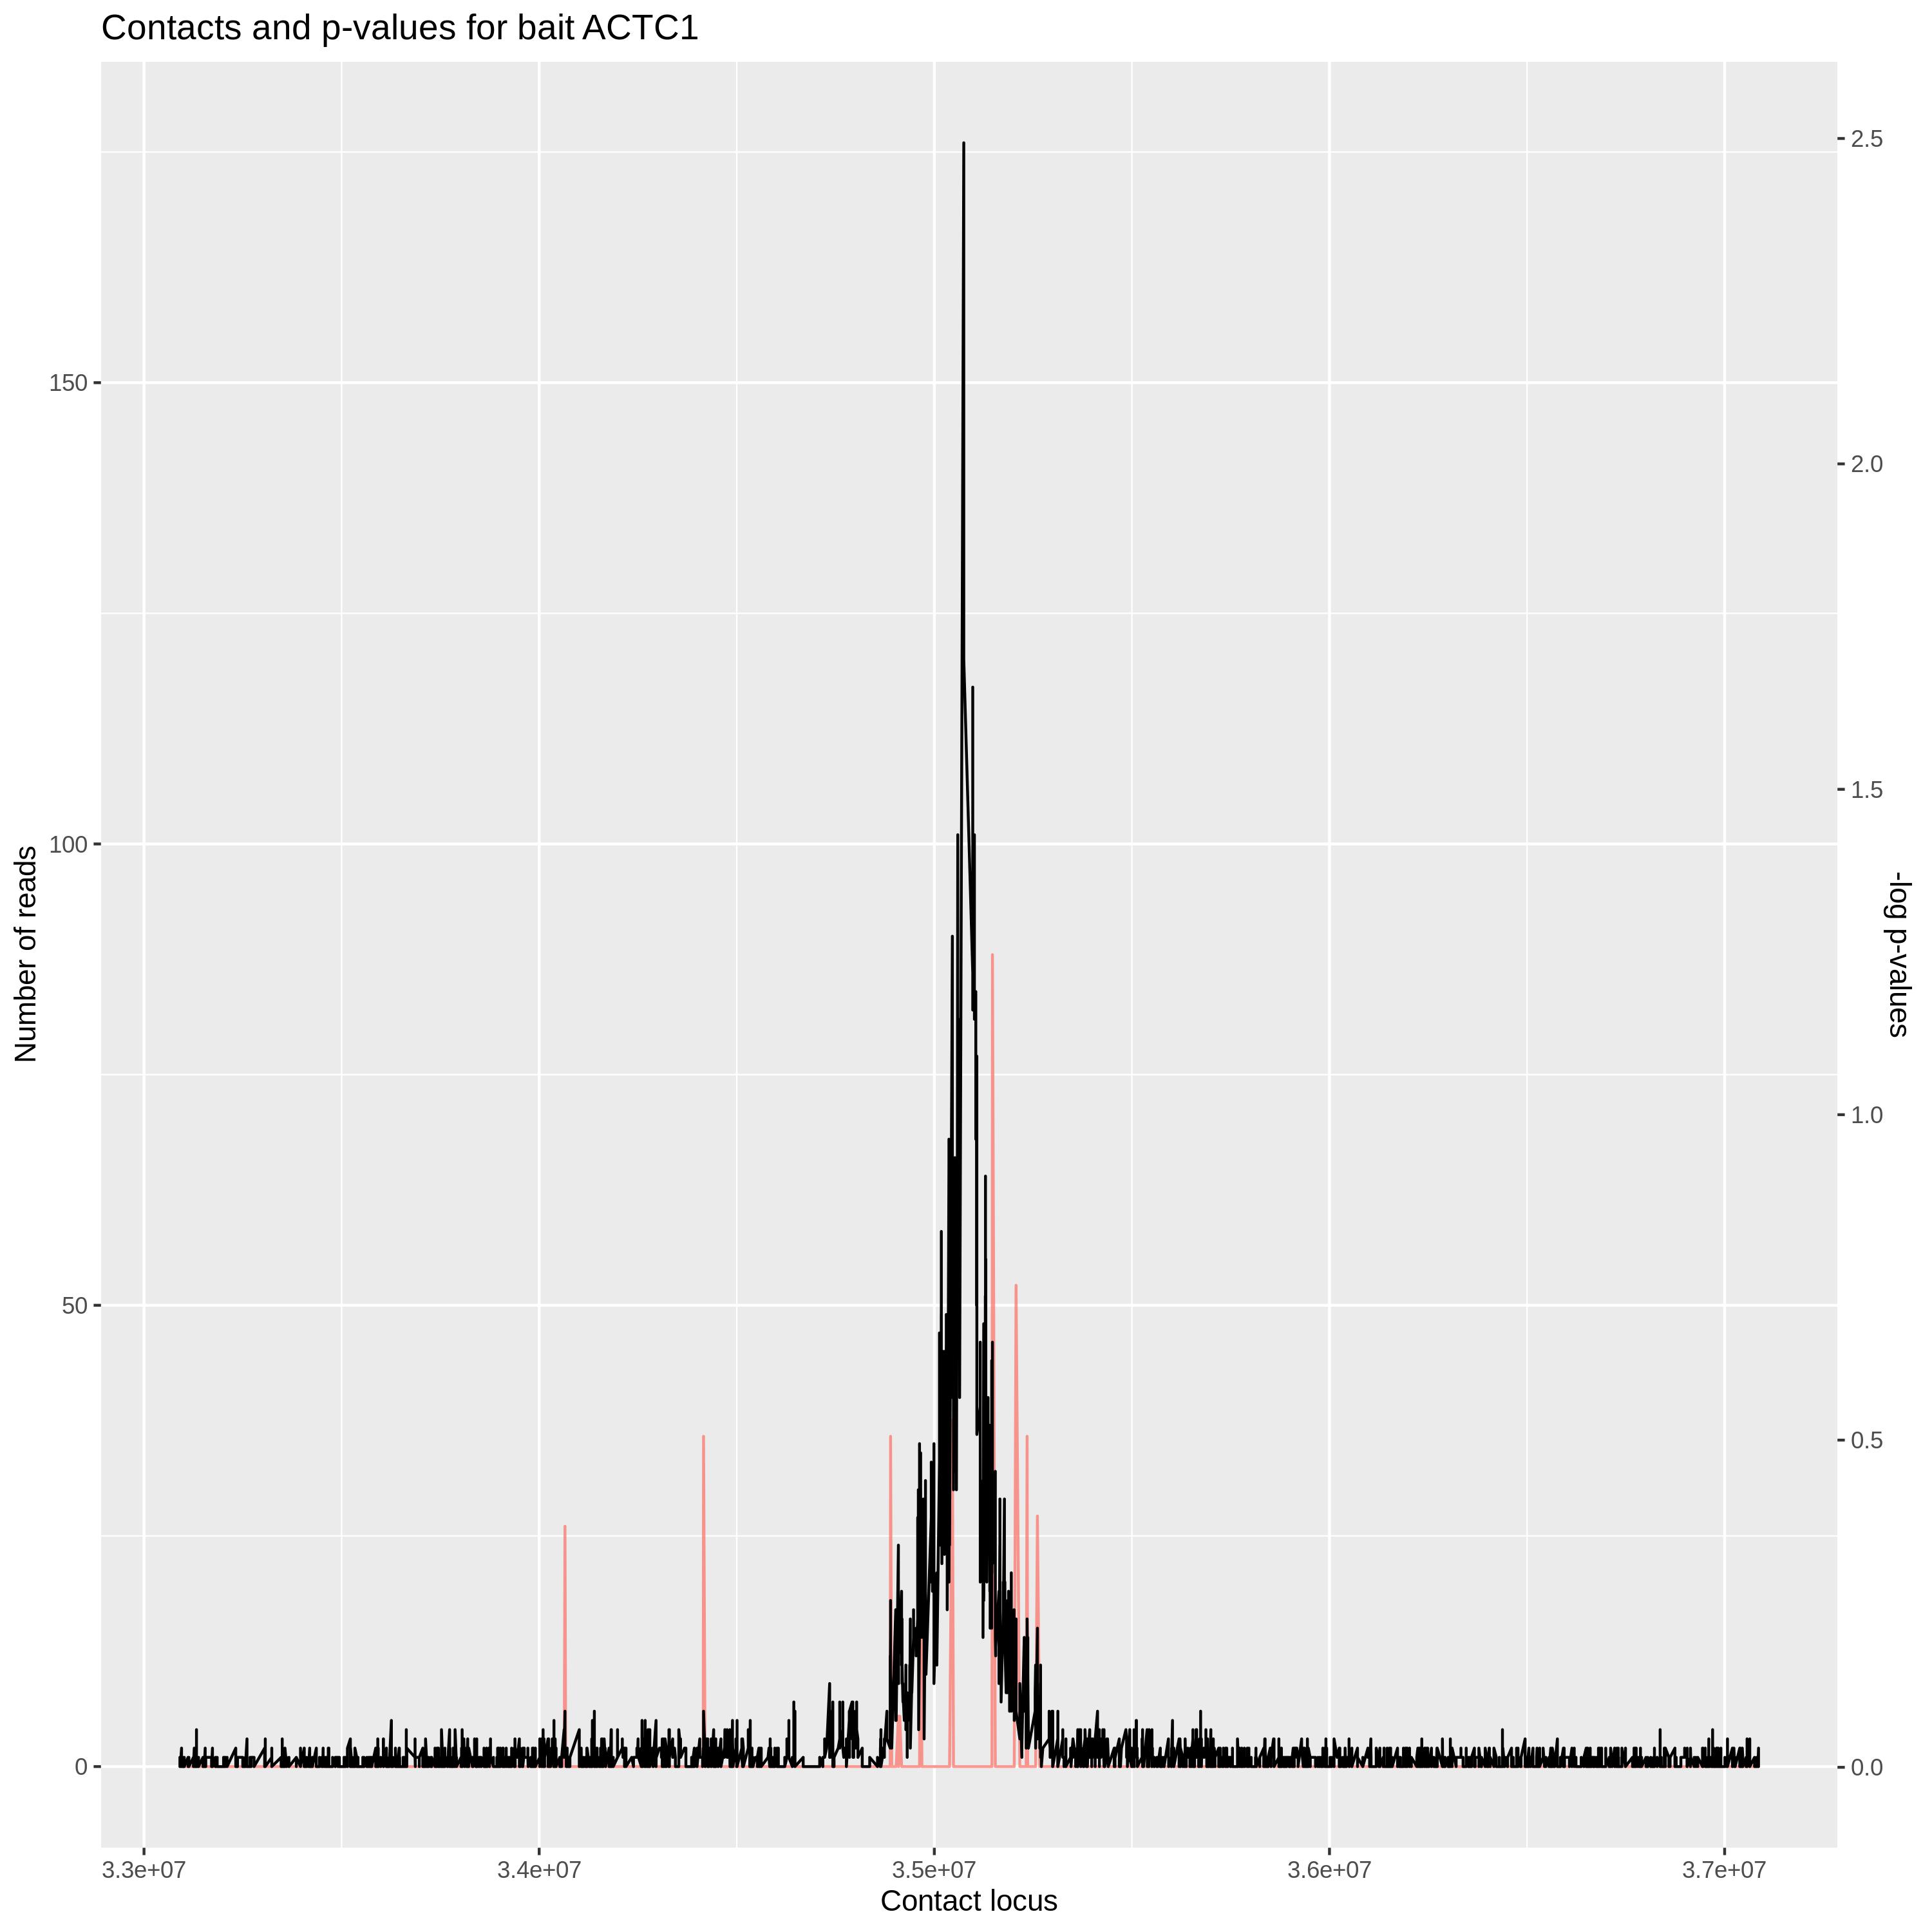 Contacts and p-values for bait ACTC1
Number of reads
150
100
50
0
2.5
2.0
1.5
1.0
0.5
0.0
-log p-values
3.3e+07
3.4e+07
3.5e+07
3.6e+07
3.7e+07
Contact locus